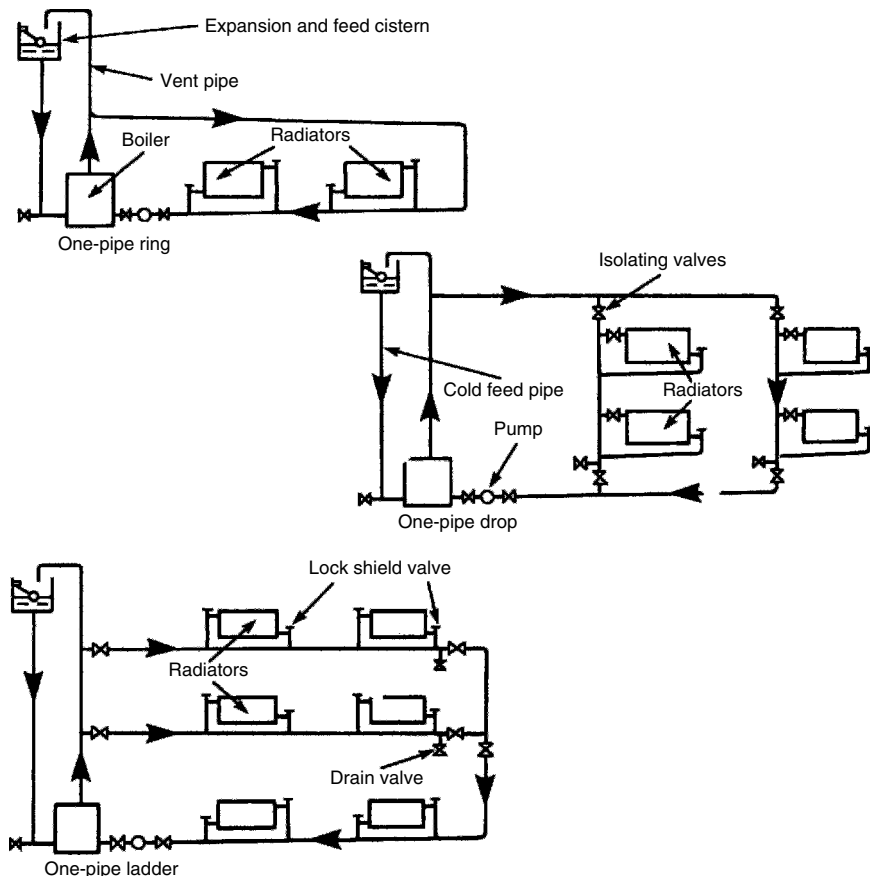 Expansion and feed cistern
Vent pipe
Boiler
Radiators
One-pipe ring
Isolating valves
Cold feed pipe
Radiators
Pump
One-pipe drop
Lock shield valve
Radiators
Drain valve
One-pipe ladder